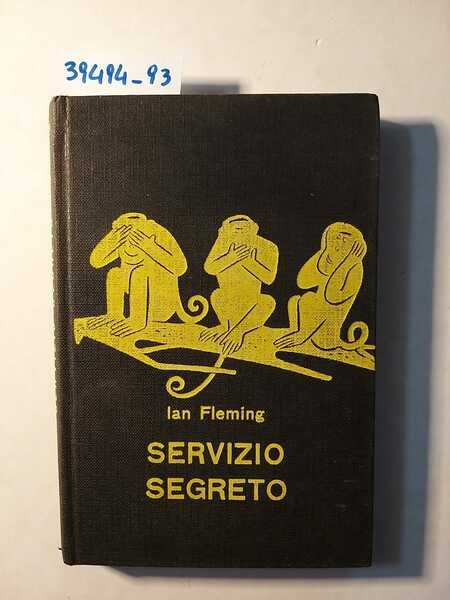 39494_93
Ian Fleming
SERVIZIO
SEGRETO